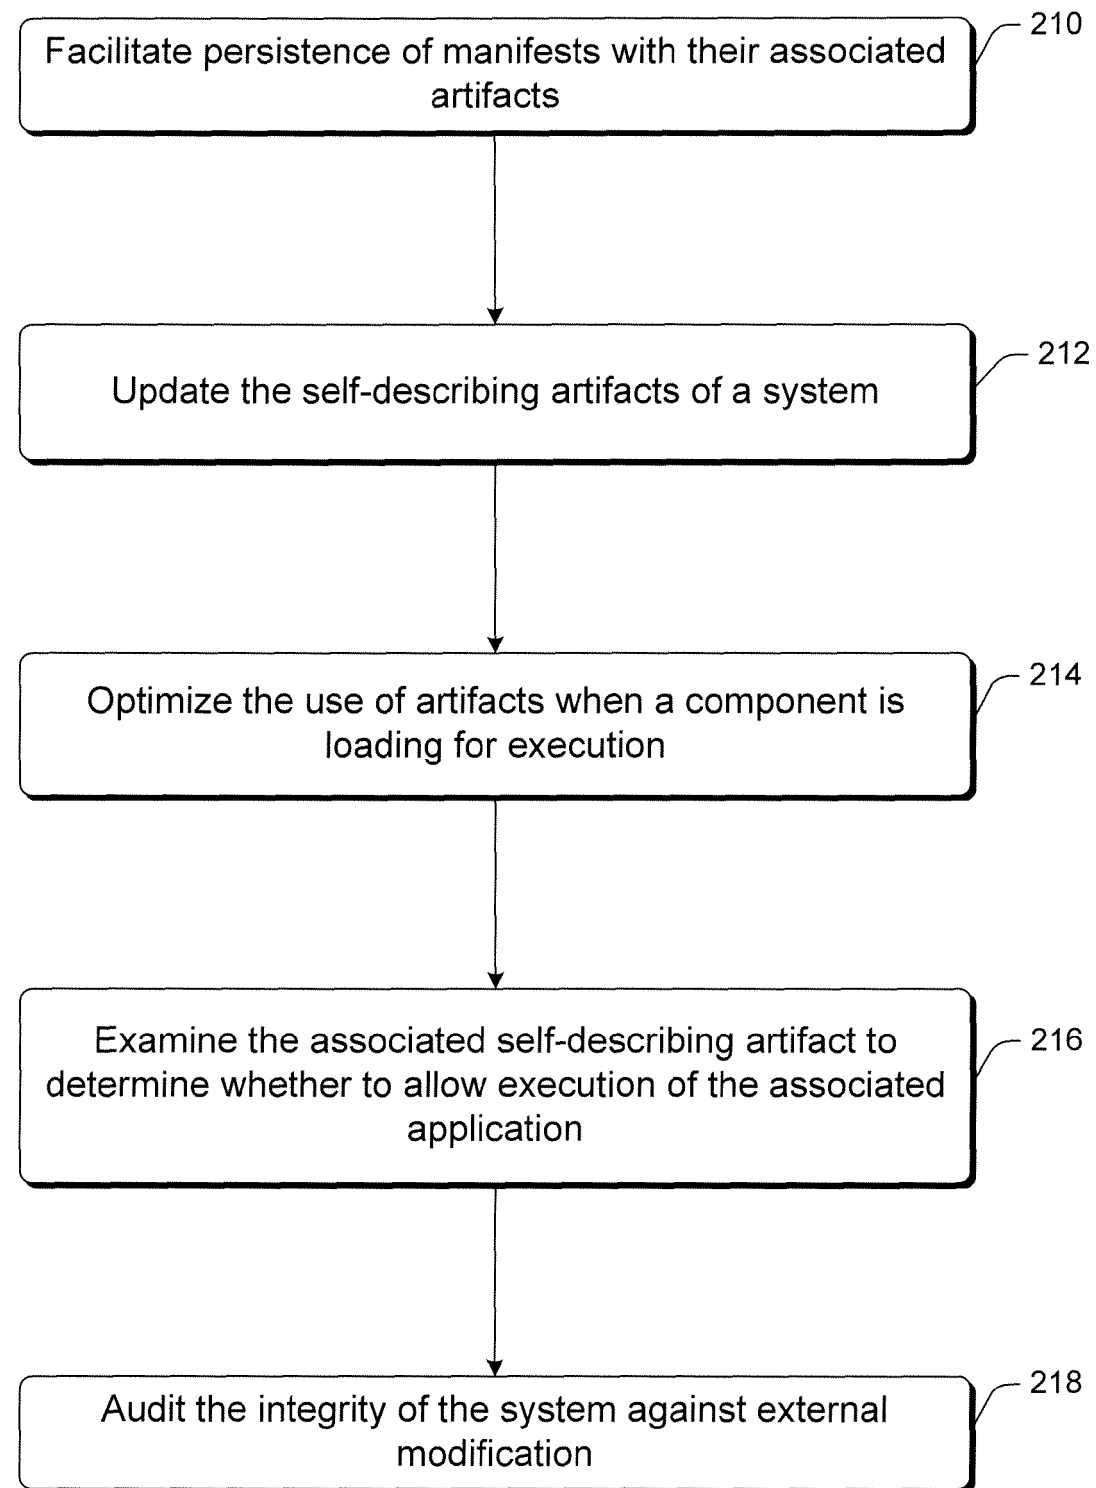 Facilitate persistence of manifests with their associated
artifacts
210
Update the self-describing artifacts of a system
212
Optimize the use of artifacts when a component is
loading for execution
214
Examine the associated self-describing artifact to
determine whether to allow execution of the associated
application
216
Audit the integrity of the system against external
modification
218